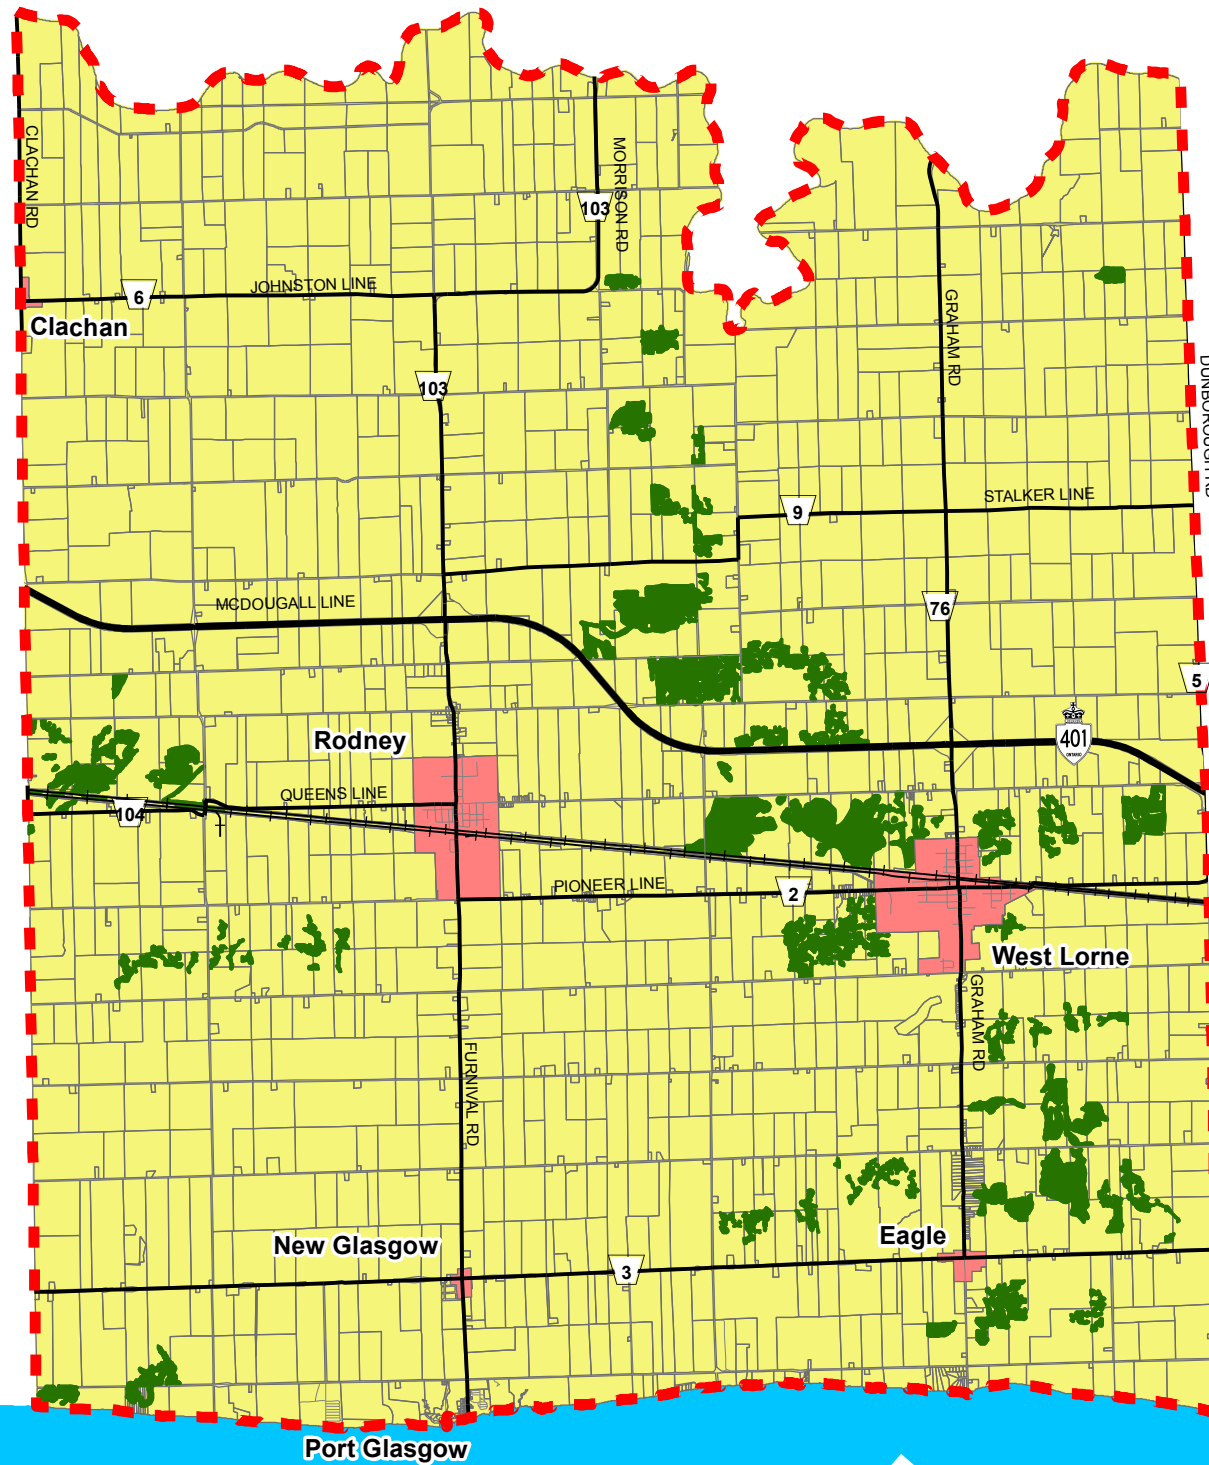 CLACHAN RD
MORRISON RD
103
6
JOHNSTON LINE
Clachan
GRAHAM RD
DUNBOROUGH RD
103
STALKER LINE
9
MCDOUGALL LINE
76
5
401
ONTARIO
Rodney
QUEENS LINE
104
PIONEER LINE
2
West Lorne
GRAHAM RD
FURNIVAL RD
New Glasgow
Eagle
3
Port Glasgow